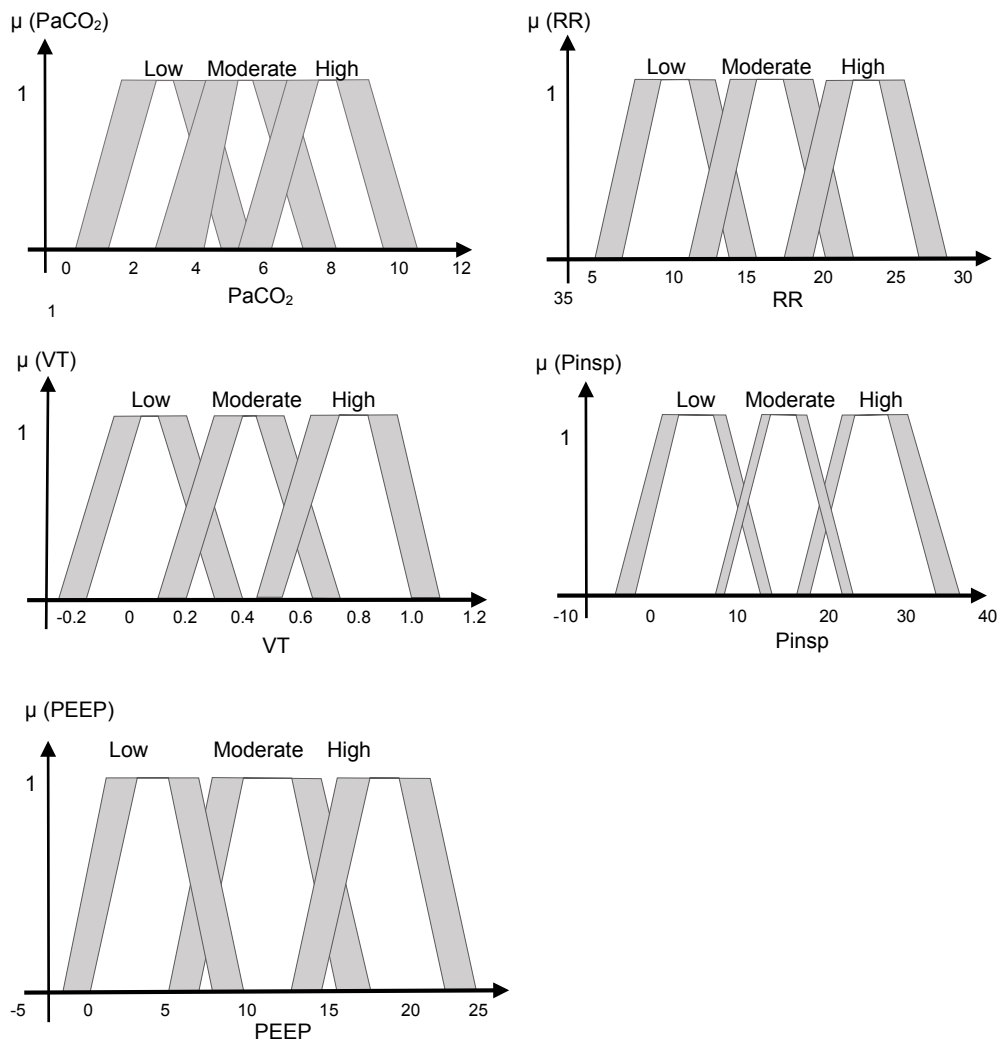 μ (PaCO₂)
1
Low Moderate High
0 2 4 6 8 10 12
PaCO₂
1
μ (RR)
1
Low Moderate High
35 5 10 15 20 25 30
RR
μ (VT)
1
Low Moderate High
-0.2 0 0.2 0.4 0.6 0.8 1.0 1.2
VT
μ (Pinsp)
1
Low Moderate High
-10 0 10 20 30 40
Pinsp
μ (PEEP)
Low Moderate High
1
-5 0 5 10 15 20 25
PEEP